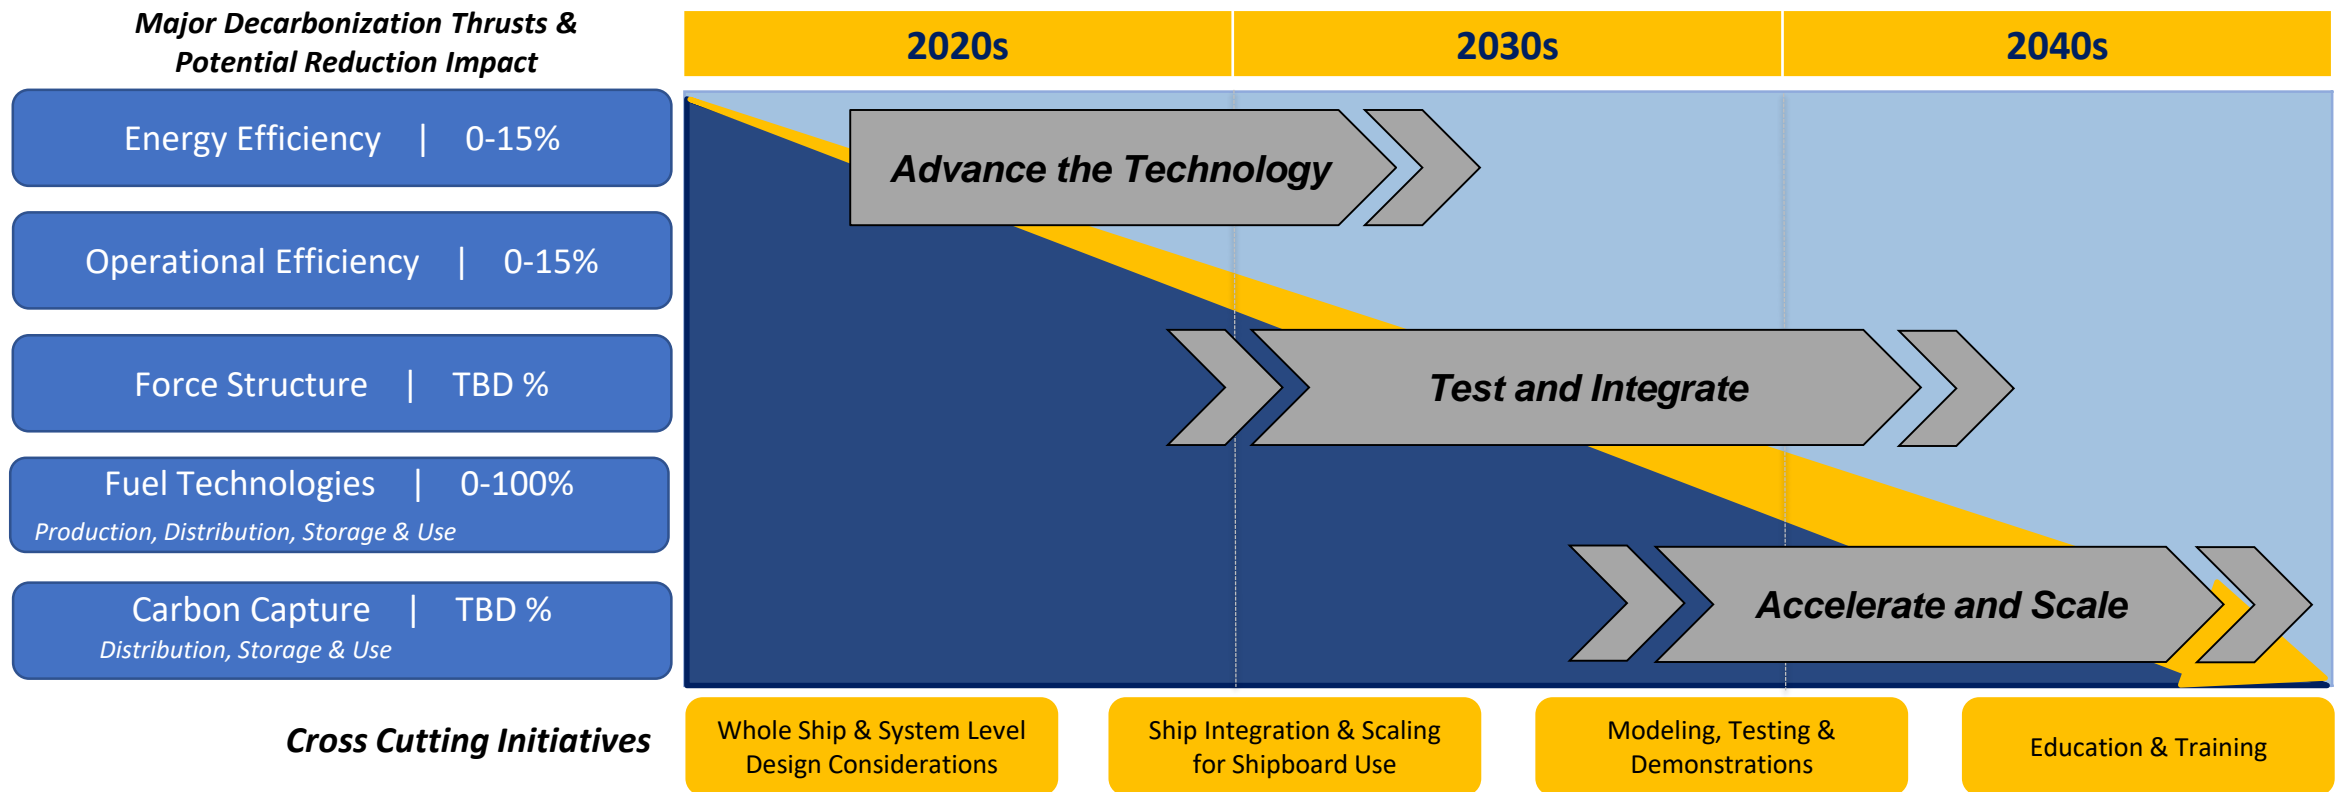 Major Decarbonization Thrusts &
Potential Reduction Impact
2020s
2030s
2040s
Energy Efficiency | 0-15%
Operational Efficiency | 0-15%
Force Structure | TBD %
Fuel Technologies | 0-100%
Production, Distribution, Storage & Use
Carbon Capture | TBD %
Distribution, Storage & Use
Advance the Technology
Test and Integrate
Accelerate and Scale
Cross Cutting Initiatives
Whole Ship & System Level
Design Considerations
Ship Integration & Scaling
for Shipboard Use
Modeling, Testing &
Demonstrations
Education & Training